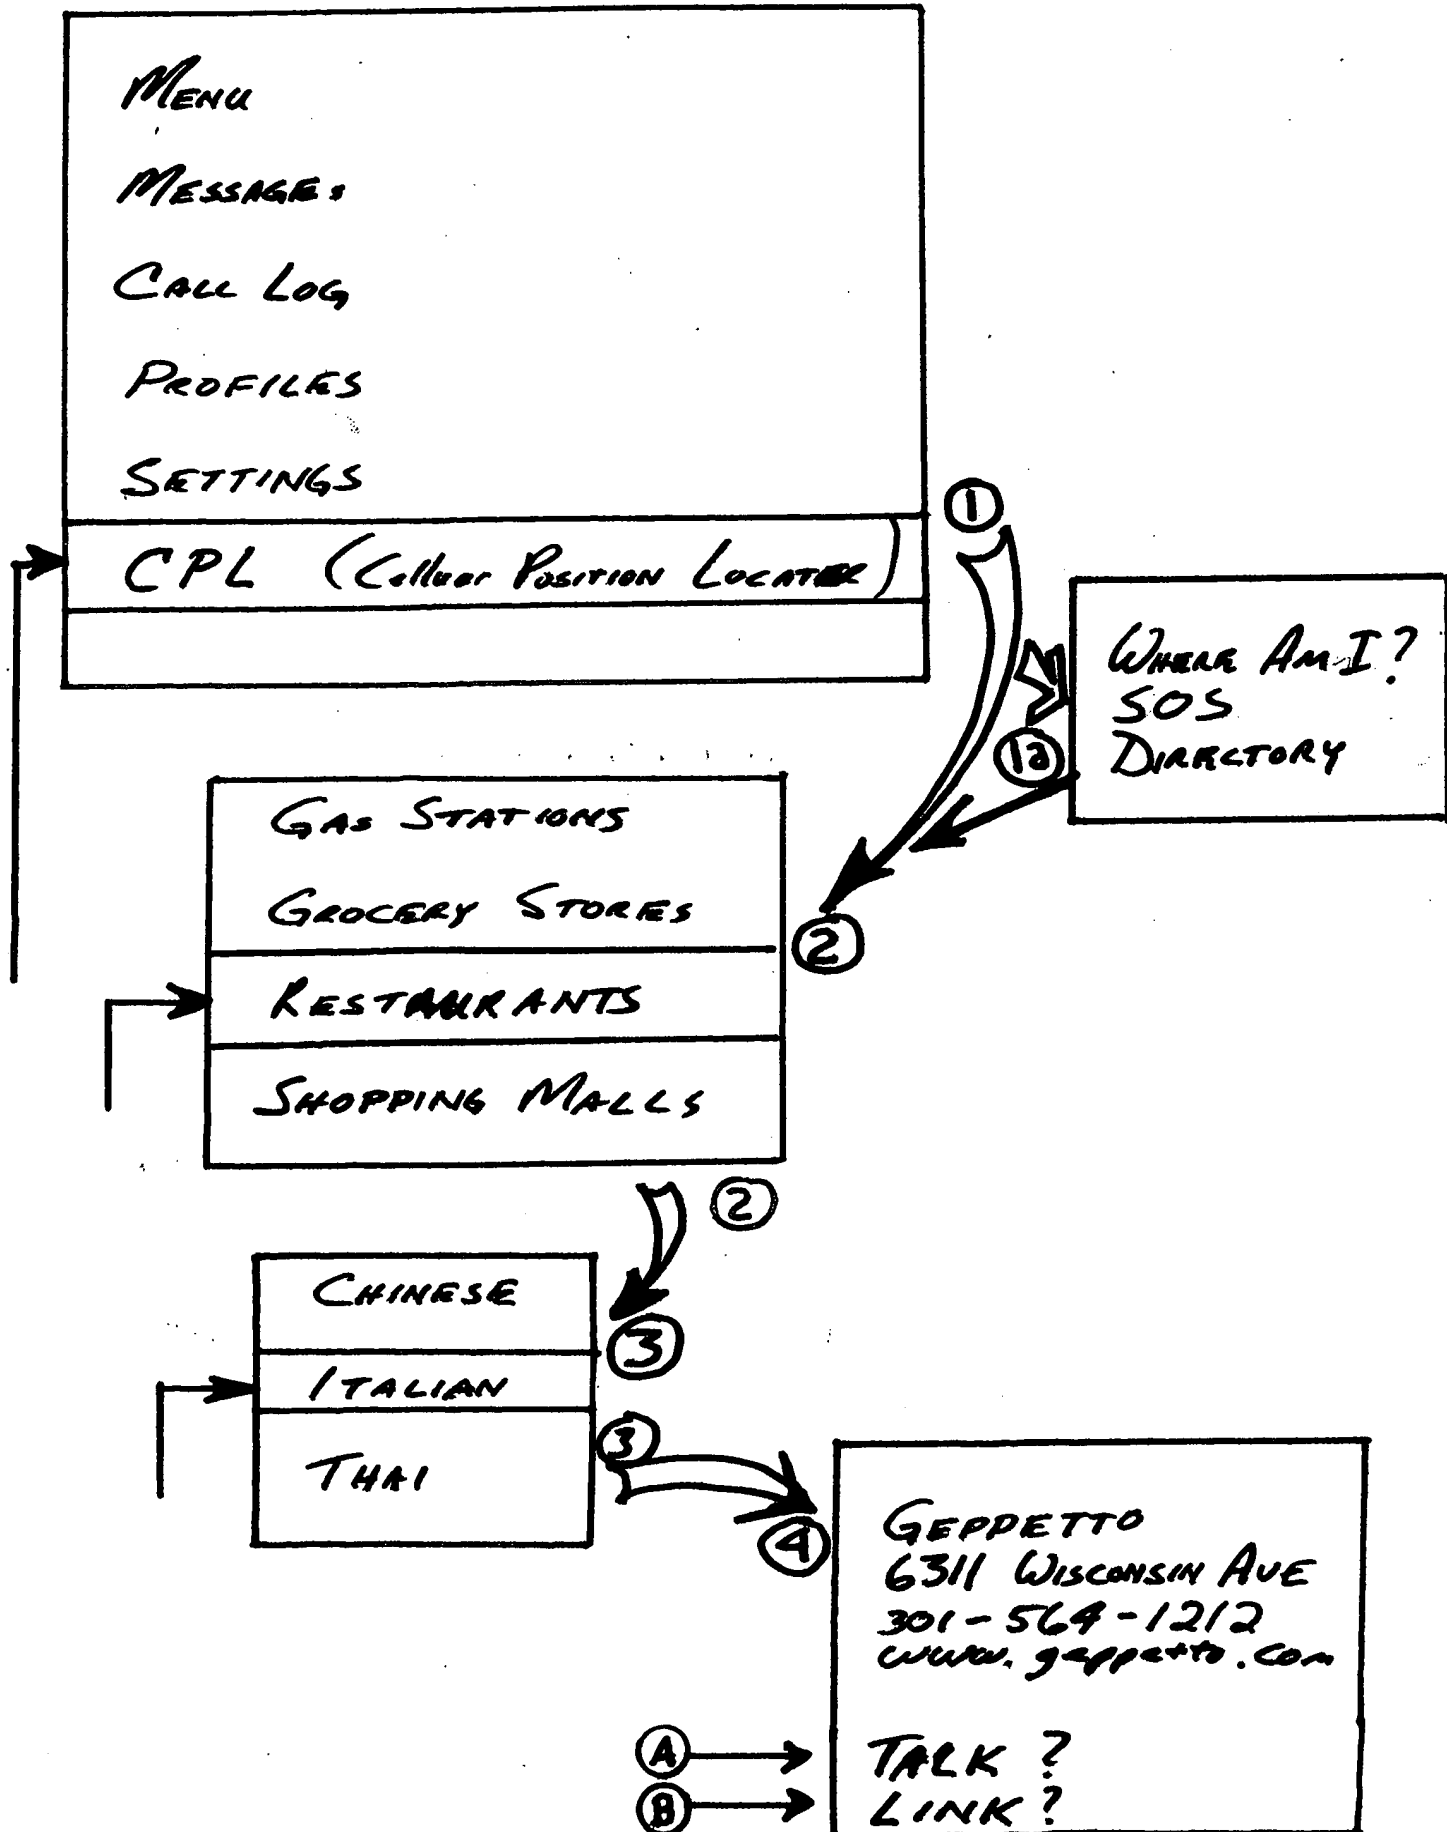 MENU
MESSAGES
CALL LOG
PROFILES
SETTINGS
1
CPL (Celluar POSITION LOCATER)
WHERE AM I?
SOS
DIRECTORY
1a
GAS STATIONS
GROCERY STORES
2
RESTAURANTS
SHOPPING MALLS
2
CHINESE
3
ITALIAN
3
THAI
4
GEPPETTO
6311 WISCONSIN AVE
301-564-1212
www.geppetto.com
A TALK?
B LINK?